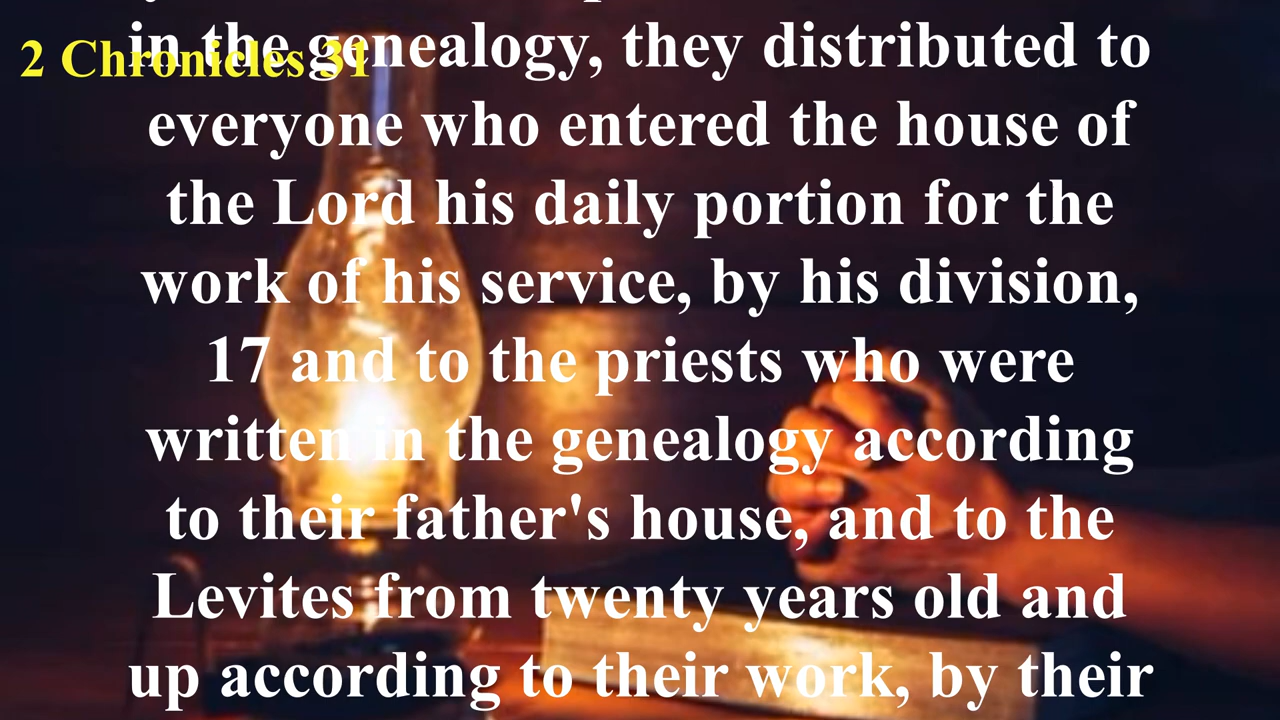 2 Chronicles 31
in the genealogy, they distributed to
everyone who entered the house of
the Lord his daily portion for the
work of his service, by his division,
17 and to the priests who were
written in the genealogy according
to their father's house, and to the
Levites from twenty years old and
up according to their work, by their